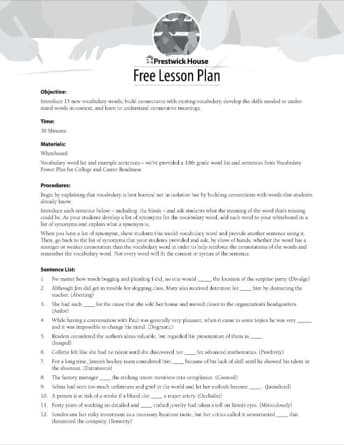 Prestwick House
Free Lesson Plan
Objective:
Introduce 15 new vocabulary words, build connections with existing vocabulary, develop the skills needed to under-
stand words in context, and learn to understand connotative meanings.
Time:
30 Minutes
Materials:
Whiteboard
Vocabulary word list and example sentences – we've provided a 10th grade word list and sentences from Vocabulary
Power Plus for College and Career Readiness.
Procedures:
Begin by explaining that vocabulary is best learned not in isolation but by building connections with words that students
already know.
Introduce each sentence below – including the blank – and ask students what the meaning of the word that's missing
could be. As your students develop a list of synonyms for the vocabulary word, add each word to your whiteboard in a
list of synonyms and explain what a synonym is.
When you have a list of synonyms, show students this week's vocabulary word and provide another sentence using it.
Then, go back to the list of synonyms that your students provided and ask, by show of hands, whether the word has a
stronger or weaker connotation than the vocabulary word in order to help reinforce the connotations of the words and
remember the vocabulary word. Not every word will fit the context or syntax of the sentence.
Sentence List:
1. No matter how much begging and pleading I did, no one would ____ the location of the surprise party. (Divulge)
2. Although Jim did get in trouble for skipping class, Mary also received detention for ____ him by distracting the
teacher. (Abetting)
3. She had such ____ for the cause that she sold her house and moved closer to the organization's headquarters.
(Ardor)
4. While having a conversation with Paul was generally very pleasant, when it came to some topics he was very ____
and it was impossible to change his mind. (Dogmatic)
5. Readers considered the author's ideas valuable, but regarded his presentation of them as ____.
(Insipid)
6. Collette felt like she had no talent until she discovered her ____ for advanced mathematics. (Proclivity)
7. For a long time, James's hockey team considered him ____ because of his lack of skill until he showed his talent in
the shootout. (Extraneous)
8. The factory manager ____ the striking union members into compliance. (Coerced)
9. Selma had seen too much unfairness and grief in the world and let her outlook become ____. (Jaundiced)
10. A person is at risk of a stroke if a blood clot ____ a major artery. (Occludes)
11. Forty years of working on detailed and ____ crafted jewelry had taken a toll on Brent's eyes. (Meticulously)
12. Sandra saw her risky investment as a necessary business tactic, but her critics called it unwarranted ____ that
threatened the company. (Temerity)